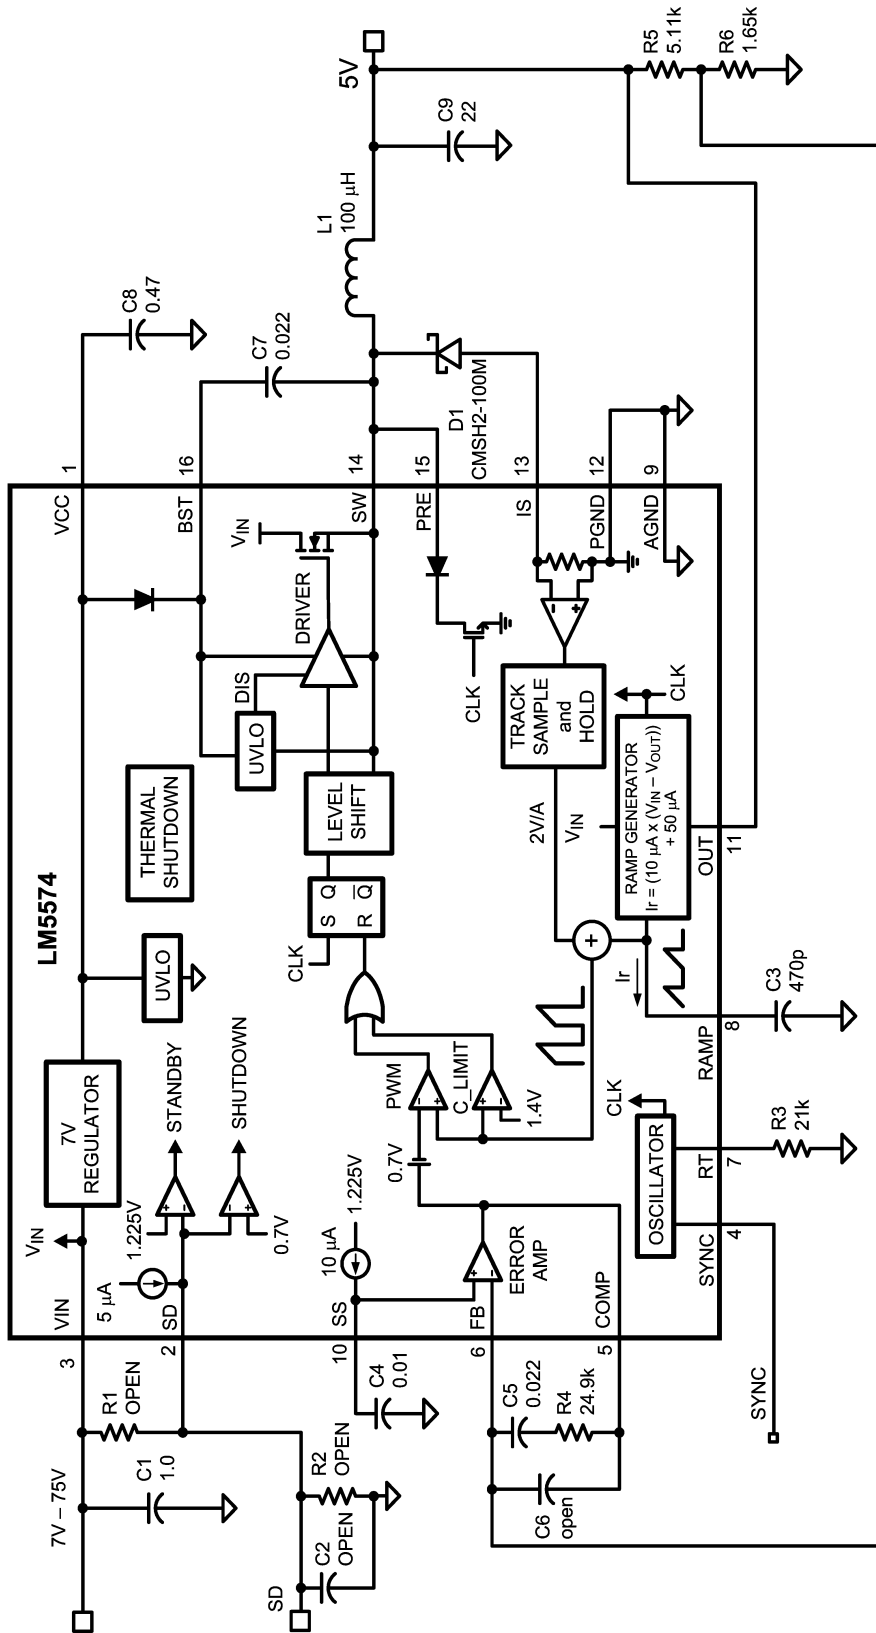 LM5574
7V – 75V
C1
1.0
R1
OPEN
3
VIN
VIN
7V
REGULATOR
VCC
1
C8
0.47
SD
C2
OPEN
R2
OPEN
2
SD
5 µA
1.225V
STANDBY
0.7V
SHUTDOWN
UVLO
THERMAL
SHUTDOWN
UVLO
DIS
BST
16
C7
0.022
VIN
DRIVER
SW
14
L1
100 µH
5V
C9
22
R5
5.11k
R6
1.65k
CLK
S Q
R Q
LEVEL
SHIFT
PRE
15
CLK
D1
CMSH2-100M
IS
13
PGND
12
AGND
9
C4
0.01
10
SS
10 µA
1.225V
0.7V
PWM
C_LIMIT
1.4V
2V/A
TRACK
SAMPLE
and
HOLD
6
FB
ERROR
AMP
C5
0.022
R4
24.9k
C6
open
5
COMP
VIN
RAMP GENERATOR
Ir = (10 µA x (VIN – VOUT))
+ 50 µA
CLK
Ir
CLK
OSCILLATOR
SYNC
SYNC
4
RT
7
R3
21k
RAMP
8
C3
470p
OUT
11